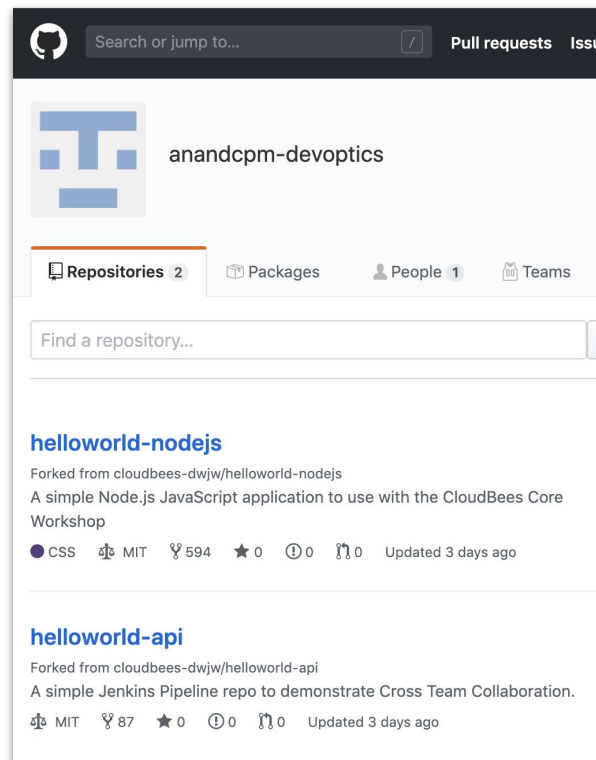 Search or jump to... / Pull requests
anandcpm-devoptics
Repositories 2 Packages People 1 Teams
Find a repository...
helloworld-nodejs
Forked from cloudbees-dwjw/helloworld-nodejs
A simple Node.js JavaScript application to use with the CloudBees Core
Workshop
CSS MIT 594 0 0 0 Updated 3 days ago
helloworld-api
Forked from cloudbees-dwjw/helloworld-api
A simple Jenkins Pipeline repo to demonstrate Cross Team Collaboration.
MIT 87 0 0 0 Updated 3 days ago